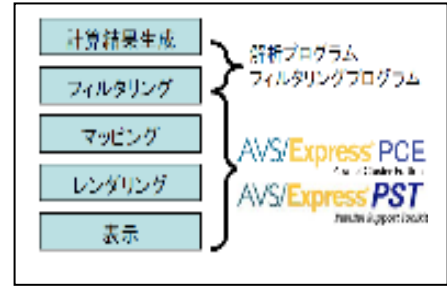 計算結果生成
フィルタリング
マッピング
レンダリング
表示
解析プログラム
フィルタリングプログラム
AVS/Express PCE
AVS/Express PST